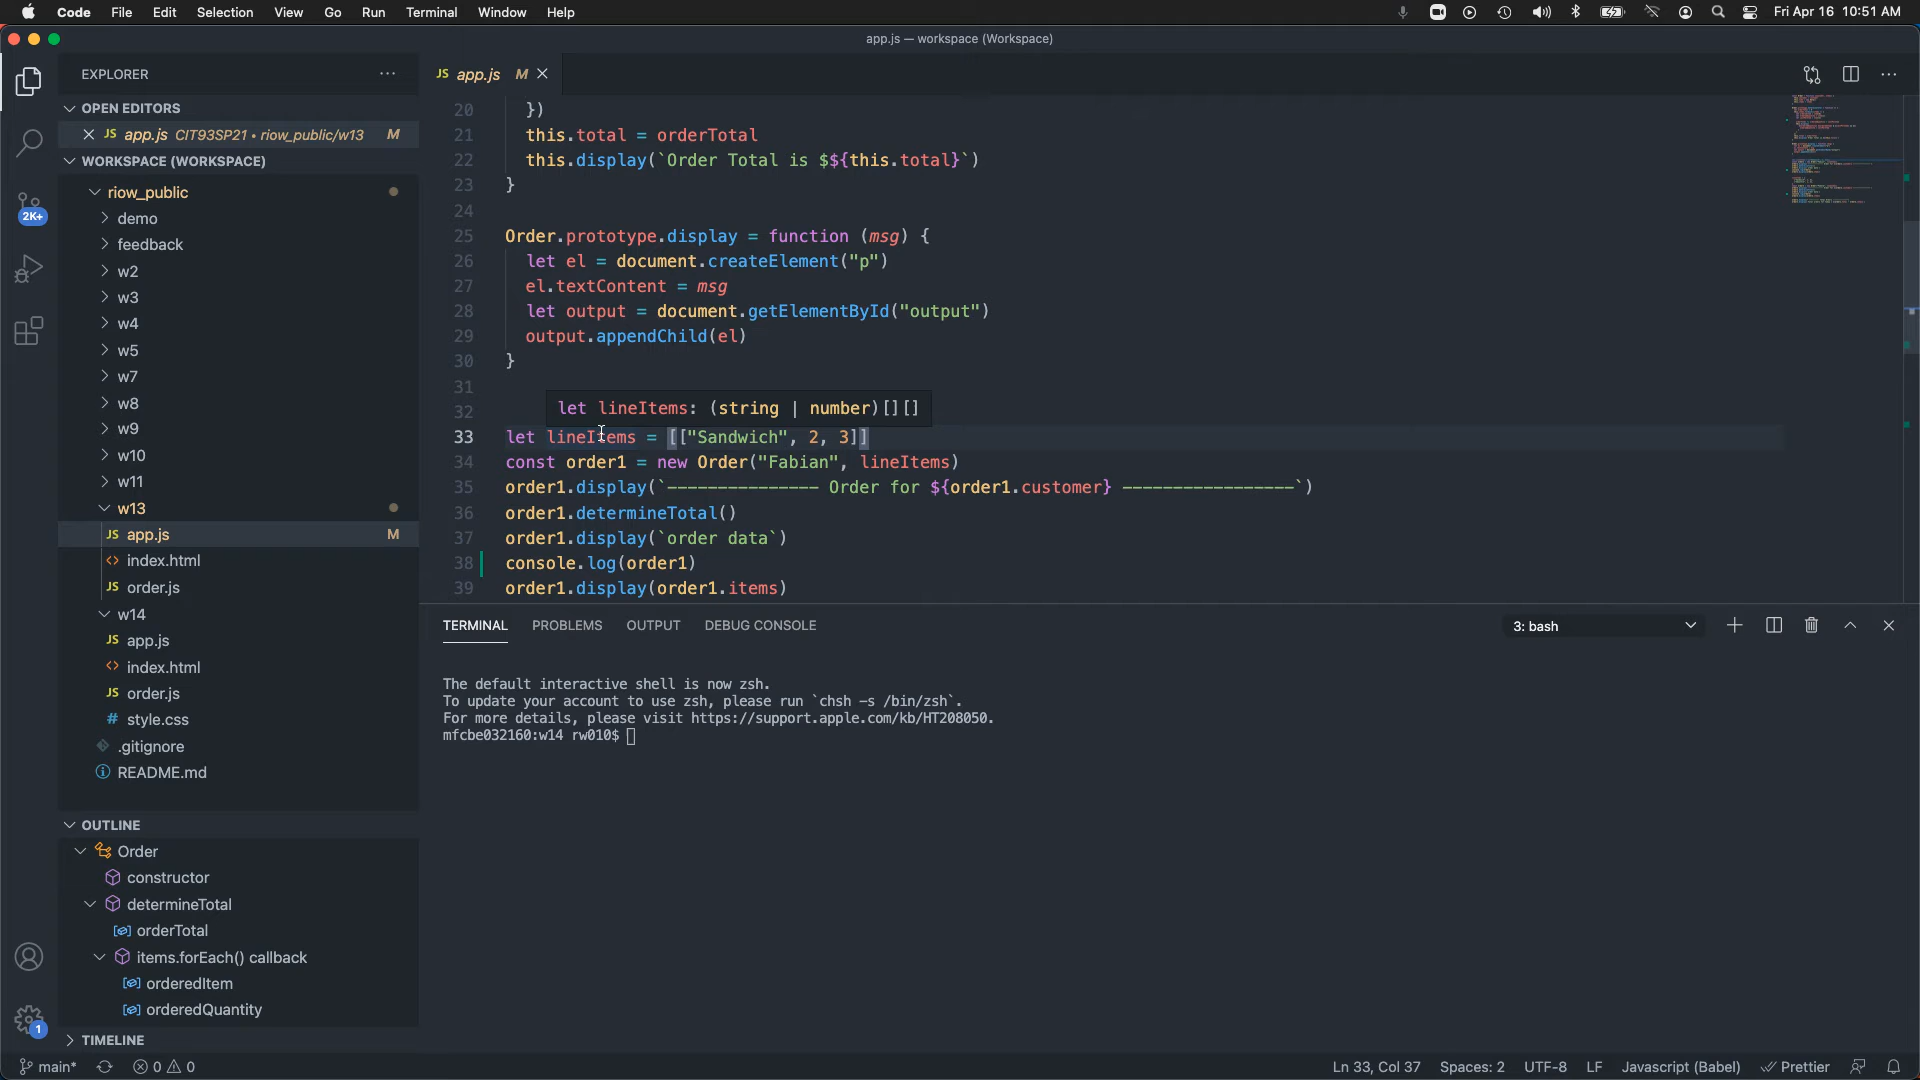 Code File Edit Selection View Go Run Terminal Window Help
Fri Apr 16 10:51 AM
app.js — workspace (Workspace)
EXPLORER
JS app.js M
OPEN EDITORS
JS app.js CIT93SP21 • riow_public/w13 M
WORKSPACE (WORKSPACE)
riow_public
demo
feedback
w2
w3
w4
w5
w7
w8
w9
w10
w11
w13
JS app.js M
<> index.html
JS order.js
w14
JS app.js
<> index.html
JS order.js
# style.css
.gitignore
README.md
OUTLINE
Order
constructor
determineTotal
orderTotal
items.forEach() callback
orderedItem
orderedQuantity
TIMELINE
2K+
1
20 })
21 this.total = orderTotal
22 this.display(`Order Total is $${this.total}`)
23 }
24
25 Order.prototype.display = function (msg) {
26 let el = document.createElement("p")
27 el.textContent = msg
28 let output = document.getElementById("output")
29 output.appendChild(el)
30 }
31
let lineItems: (string | number)[][]
32
33 let lineItems = [["Sandwich", 2, 3]]
34 const order1 = new Order("Fabian", lineItems)
35 order1.display(`--------------- Order for ${order1.customer} -----------------`)
36 order1.determineTotal()
37 order1.display(`order data`)
38 console.log(order1)
39 order1.display(order1.items)
TERMINAL PROBLEMS OUTPUT DEBUG CONSOLE
3: bash
The default interactive shell is now zsh.
To update your account to use zsh, please run `chsh -s /bin/zsh`.
For more details, please visit https://support.apple.com/kb/HT208050.
mfcbe032160:w14 rw010$
main* 0 0
Ln 33, Col 37 Spaces: 2 UTF-8 LF Javascript (Babel) Prettier